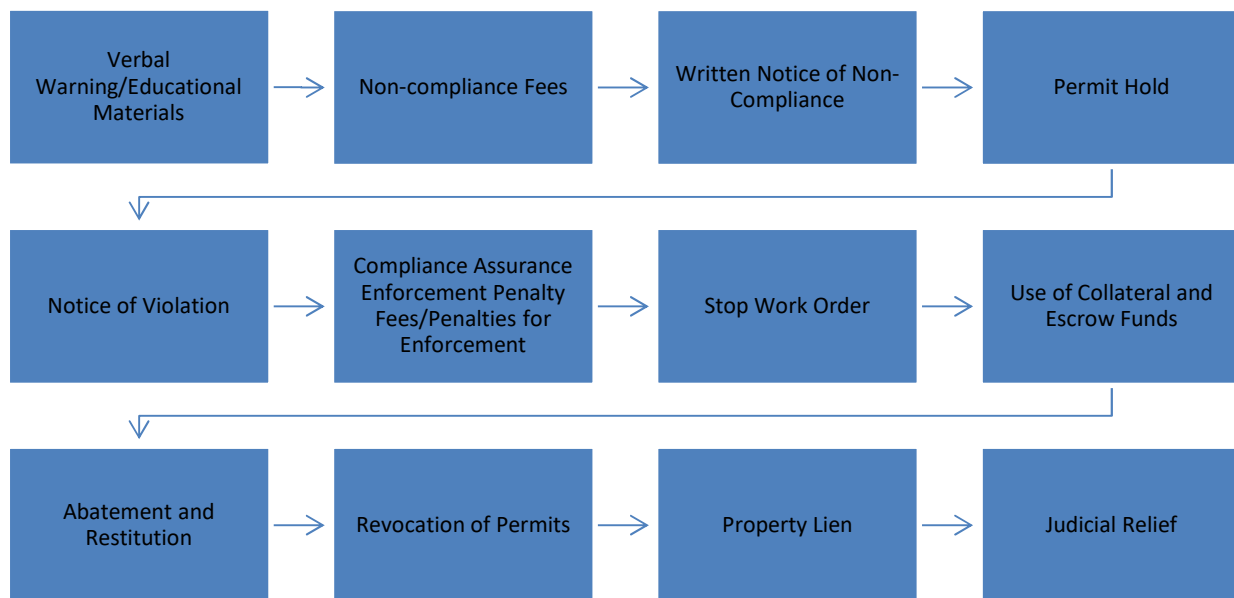 Verbal
Warning/Educational
Materials
Non-compliance Fees
Written Notice of Non-
Compliance
Permit Hold
Notice of Violation
Compliance Assurance
Enforcement Penalty
Fees/Penalties for
Enforcement
Stop Work Order
Use of Collateral and
Escrow Funds
Abatement and
Restitution
Revocation of Permits
Property Lien
Judicial Relief